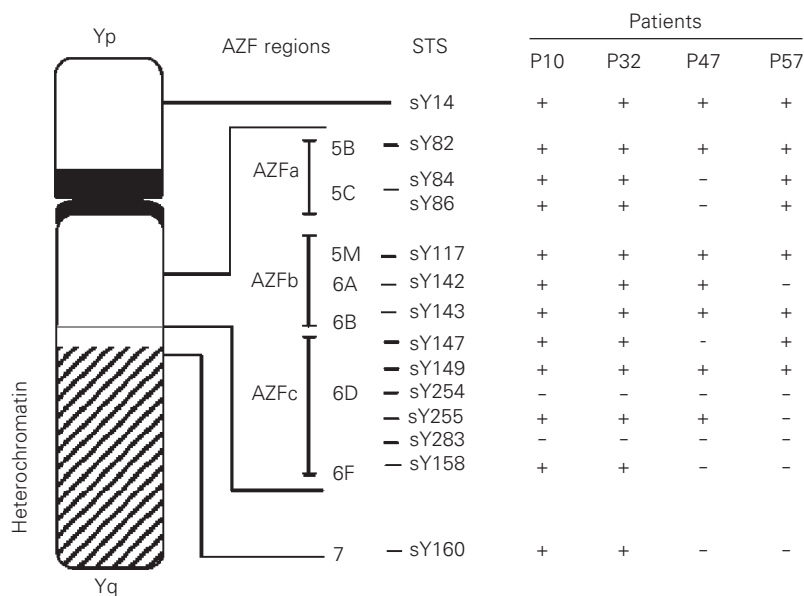 Patients
Yp AZF regions STS P10 P32 P47 P57
sY14 + + + +
5B sY82 + + + +
AZFa
sY84 + + – +
5C
sY86 + + – +
5M sY117 + + + +
AZFb 6A sY142 + + + –
6B sY143 + + + +
sY147 + + - +
sY149 + + + +
AZFc 6D sY254 – – – –
sY255 + + + –
sY283 – – – –
6F sY158 + + – –
7 sY160 + + – –
Heterochromatin
Yq